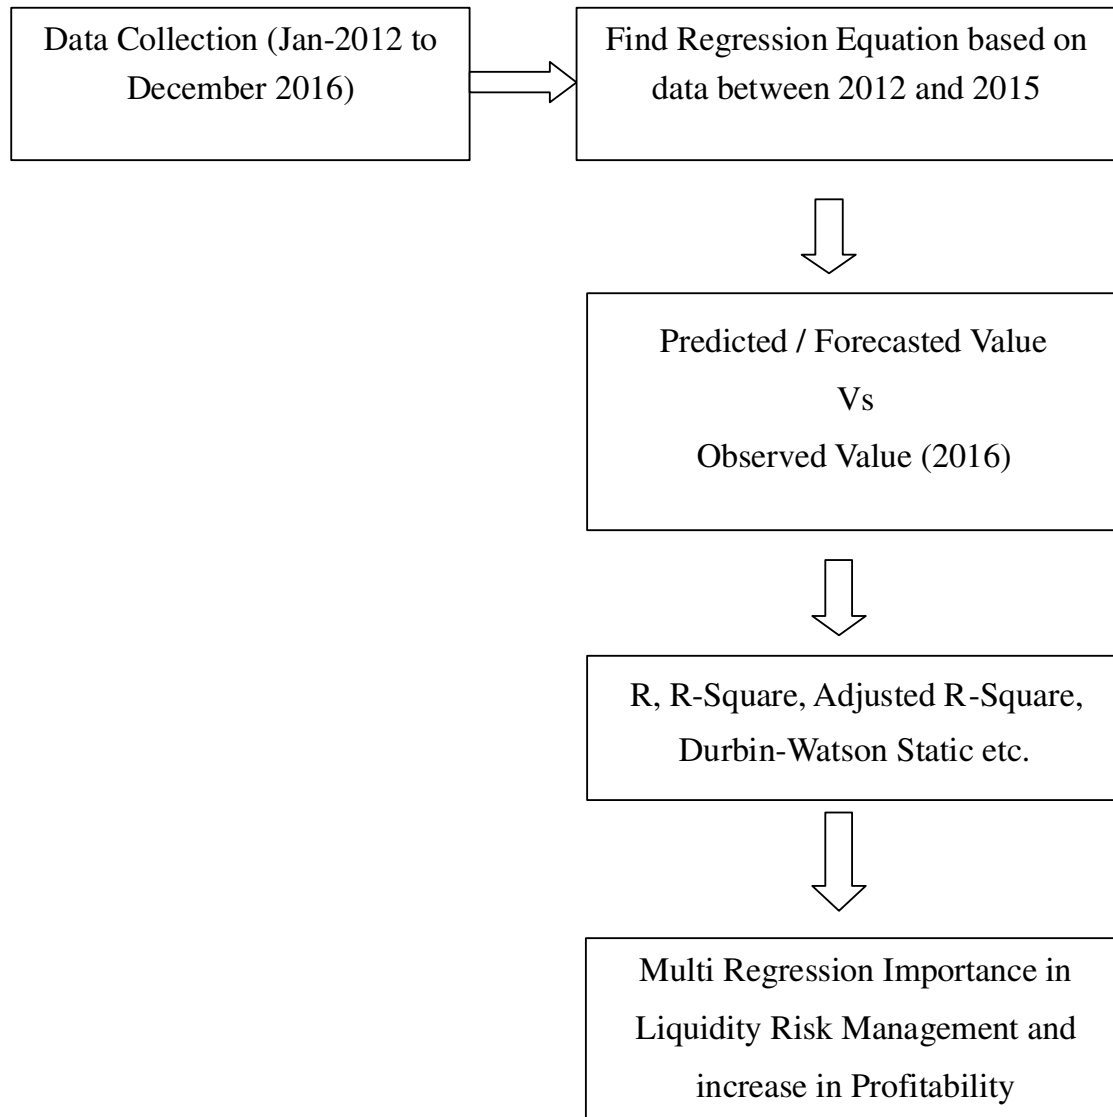 Data Collection (Jan-2012 to
December 2016)
Find Regression Equation based on
data between 2012 and 2015
Predicted / Forecasted Value
Vs
Observed Value (2016)
R, R-Square, Adjusted R-Square,
Durbin-Watson Static etc.
Multi Regression Importance in
Liquidity Risk Management and
increase in Profitability